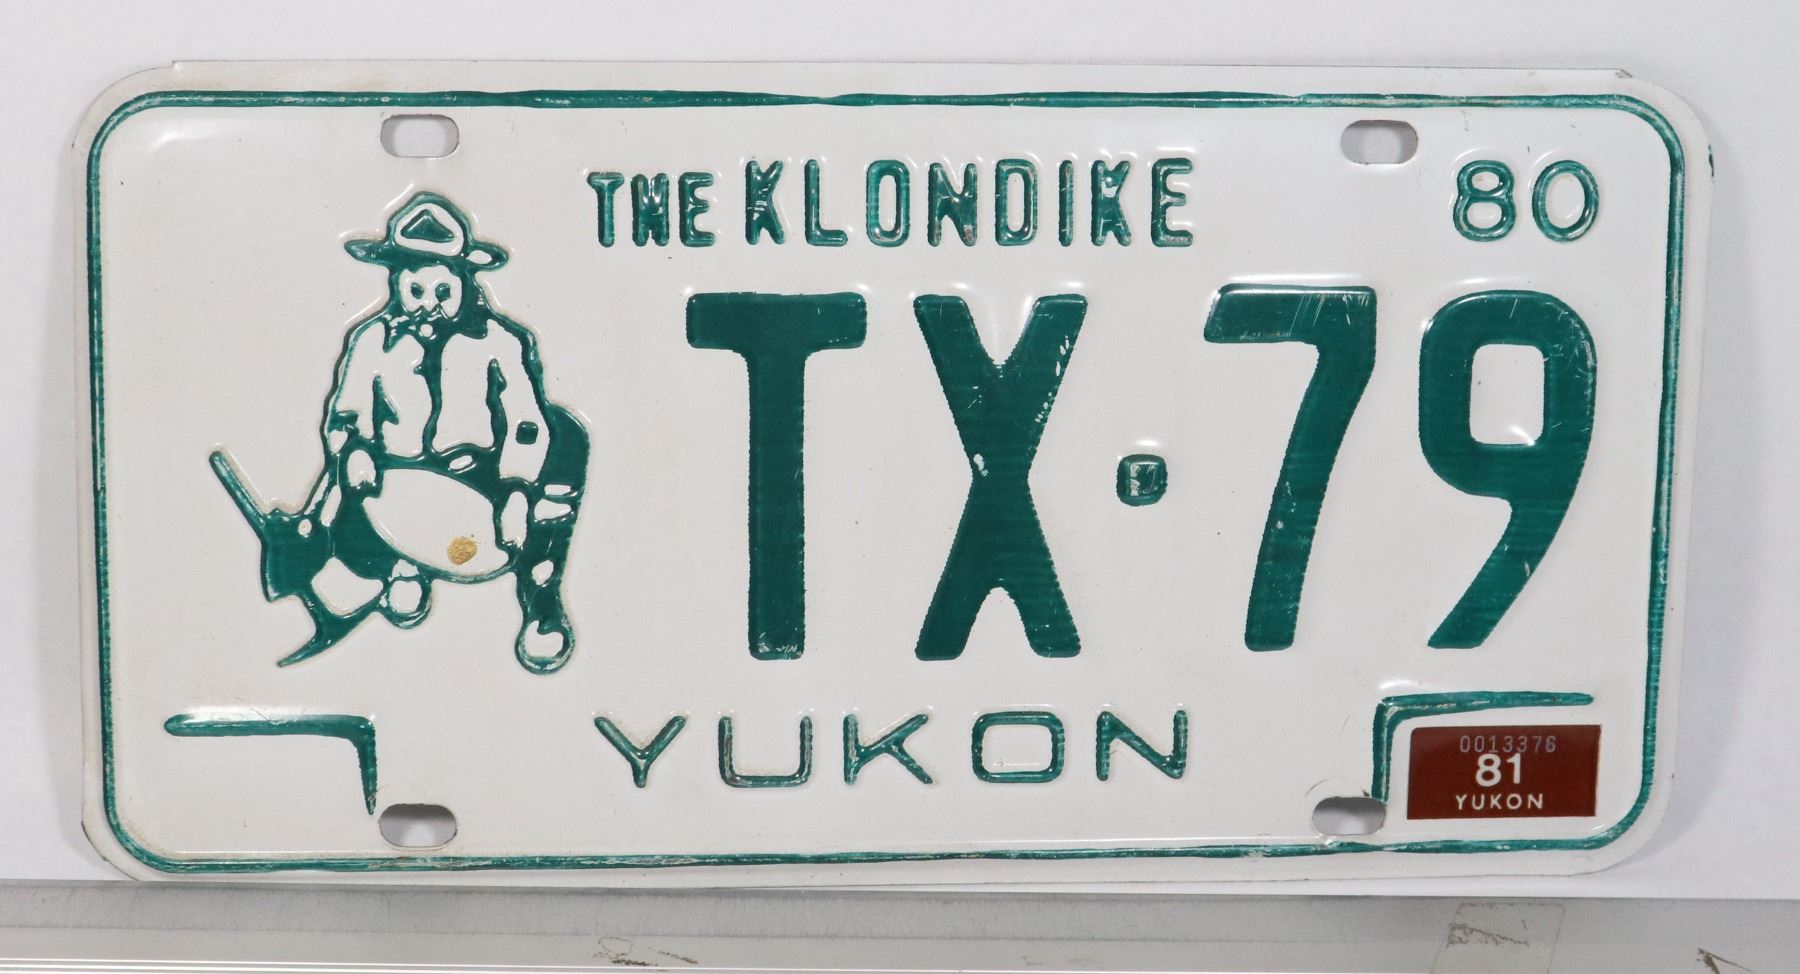 THE KLONDIKE 80
TX·79
YUKON
0013376
81
YUKON